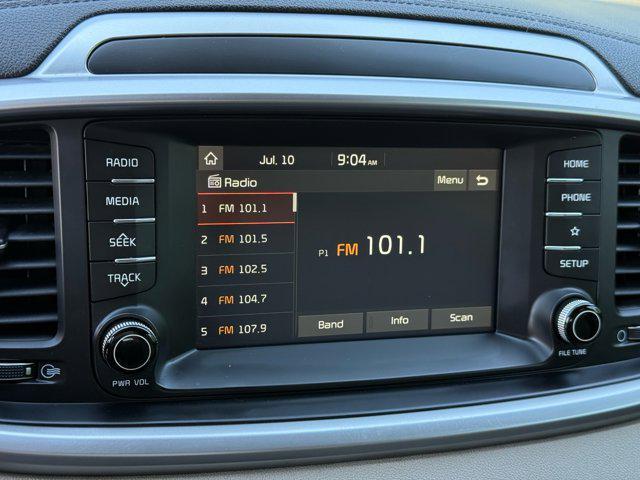 RADIO
MEDIA
SEEK
TRACK
PWR VOL
Jul. 10 9:04 AM
Radio Menu
1 FM 101.1
2 FM 101.5
3 FM 102.5
4 FM 104.7
5 FM 107.9
P1 FM 101.1
Band Info Scan
HOME
PHONE
SETUP
FILE TUNE